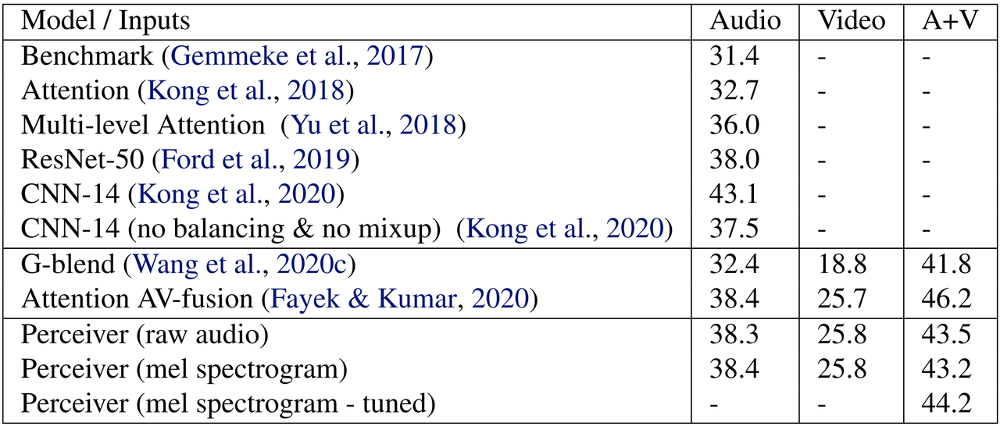 Model / Inputs Audio Video A+V
Benchmark (Gemmeke et al., 2017) 31.4 - -
Attention (Kong et al., 2018) 32.7 - -
Multi-level Attention (Yu et al., 2018) 36.0 - -
ResNet-50 (Ford et al., 2019) 38.0 - -
CNN-14 (Kong et al., 2020) 43.1 - -
CNN-14 (no balancing & no mixup) (Kong et al., 2020) 37.5 - -
G-blend (Wang et al., 2020c) 32.4 18.8 41.8
Attention AV-fusion (Fayek & Kumar, 2020) 38.4 25.7 46.2
Perceiver (raw audio) 38.3 25.8 43.5
Perceiver (mel spectrogram) 38.4 25.8 43.2
Perceiver (mel spectrogram - tuned) - - 44.2